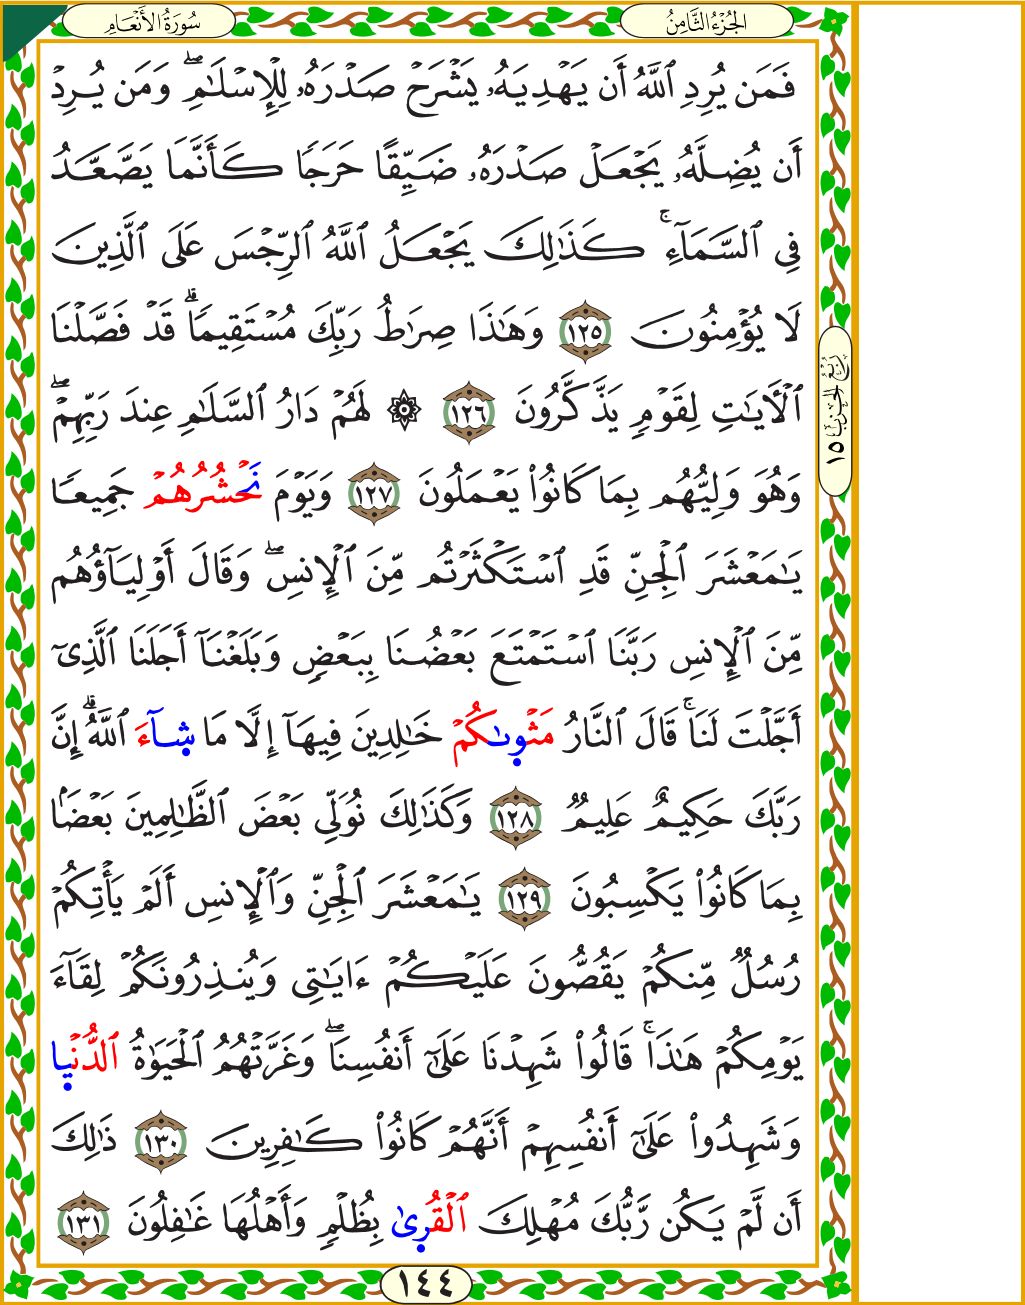 سُورَةُ الأَنْعَامِ
الجُزْءُ الثَّامِنُ
فَمَن يُرِدِ ٱللَّهُ أَن يَهْدِيَهُۥ يَشْرَحْ صَدْرَهُۥ لِلْإِسْلَٰمِ ۖ وَمَن يُرِدْ
أَن يُضِلَّهُۥ يَجْعَلْ صَدْرَهُۥ ضَيِّقًا حَرَجًا كَأَنَّمَا يَصَّعَّدُ
فِى ٱلسَّمَآءِ ۚ كَذَٰلِكَ يَجْعَلُ ٱللَّهُ ٱلرِّجْسَ عَلَى ٱلَّذِينَ
لَا يُؤْمِنُونَ ١٢٥ وَهَٰذَا صِرَٰطُ رَبِّكَ مُسْتَقِيمًا ۗ قَدْ فَصَّلْنَا
ٱلْأَيَٰتِ لِقَوْمٍ يَذَّكَّرُونَ ١٢٦ ۞ لَهُمْ دَارُ ٱلسَّلَٰمِ عِندَ رَبِّهِمْ ۖ
وَهُوَ وَلِيُّهُم بِمَا كَانُوا۟ يَعْمَلُونَ ١٢٧ وَيَوْمَ نَحْشُرُهُمْ جَمِيعًا
يَٰمَعْشَرَ ٱلْجِنِّ قَدِ ٱسْتَكْثَرْتُم مِّنَ ٱلْإِنسِ ۖ وَقَالَ أَوْلِيَآؤُهُم
مِّنَ ٱلْإِنسِ رَبَّنَا ٱسْتَمْتَعَ بَعْضُنَا بِبَعْضٍ وَبَلَغْنَآ أَجَلَنَا ٱلَّذِىٓ
أَجَّلْتَ لَنَا ۚ قَالَ ٱلنَّارُ مَثْوَىٰكُمْ خَٰلِدِينَ فِيهَآ إِلَّا مَا شَآءَ ٱللَّهُ ۗ إِنَّ
رَبَّكَ حَكِيمٌ عَلِيمٌ ١٢٨ وَكَذَٰلِكَ نُوَلِّى بَعْضَ ٱلظَّٰلِمِينَ بَعْضًۢا
بِمَا كَانُوا۟ يَكْسِبُونَ ١٢٩ يَٰمَعْشَرَ ٱلْجِنِّ وَٱلْإِنسِ أَلَمْ يَأْتِكُمْ
رُسُلٌ مِّنكُمْ يَقُصُّونَ عَلَيْكُمْ ءَايَٰتِى وَيُنذِرُونَكُمْ لِقَآءَ
يَوْمِكُمْ هَٰذَا ۚ قَالُوا۟ شَهِدْنَا عَلَىٰٓ أَنفُسِنَا ۖ وَغَرَّتْهُمُ ٱلْحَيَوٰةُ ٱلدُّنْيَا
وَشَهِدُوا۟ عَلَىٰٓ أَنفُسِهِمْ أَنَّهُمْ كَانُوا۟ كَٰفِرِينَ ١٣٠ ذَٰلِكَ
أَن لَّمْ يَكُن رَّبُّكَ مُهْلِكَ ٱلْقُرَىٰ بِظُلْمٍ وَأَهْلُهَا غَٰفِلُونَ ١٣١
رُبْعُ الْحِزْبِ ١٥
١٤٤